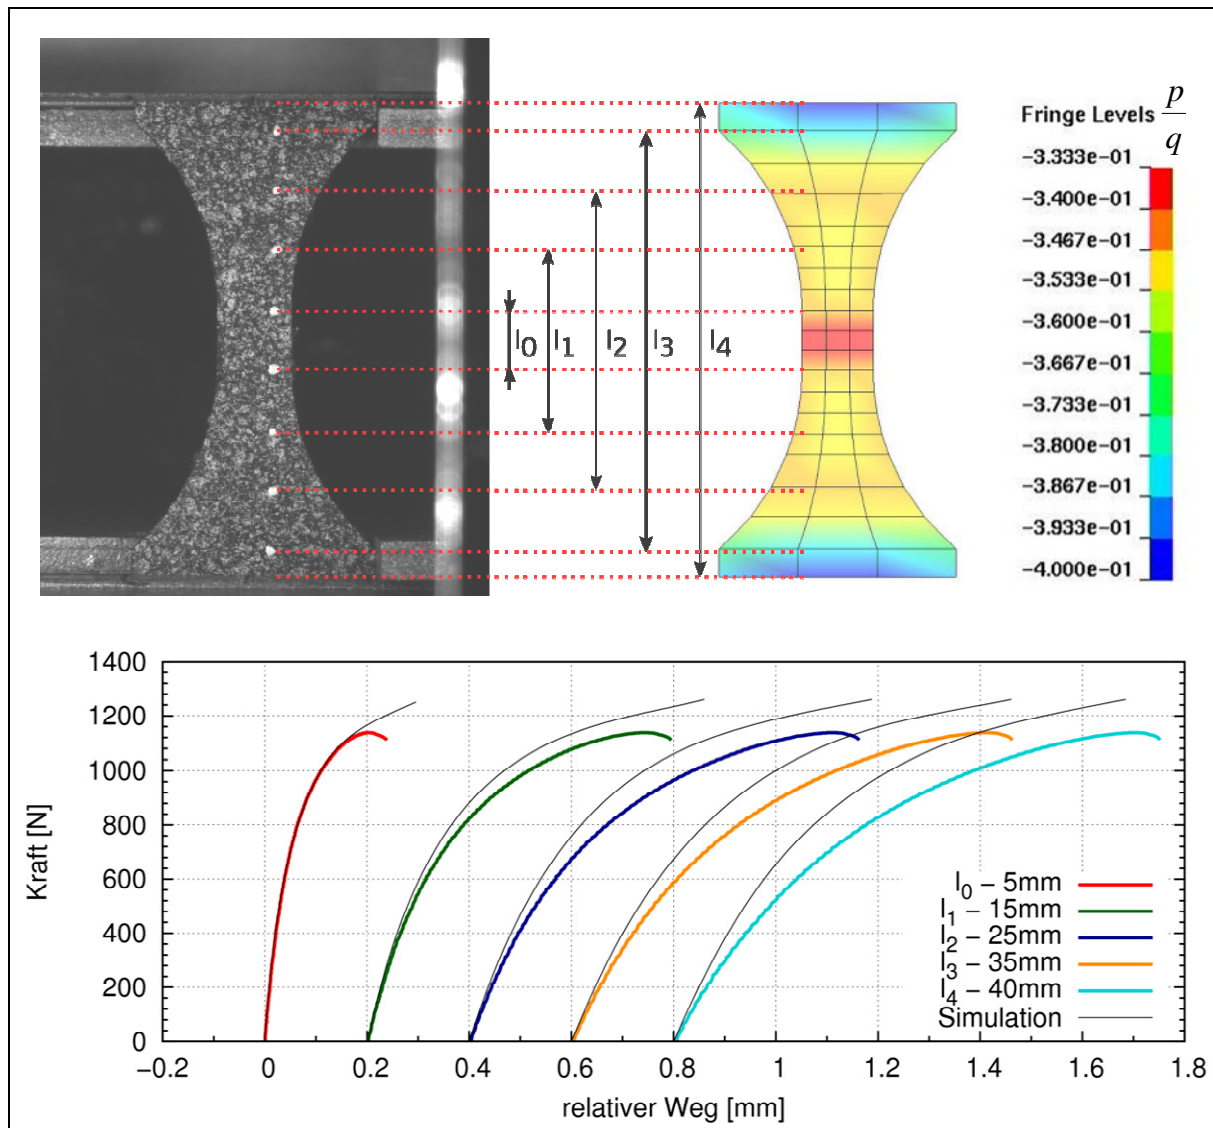 Fringe Levels p/q
-3.333e-01
-3.400e-01
-3.467e-01
-3.533e-01
-3.600e-01
-3.667e-01
-3.733e-01
-3.800e-01
-3.867e-01
-3.933e-01
-4.000e-01
l0 l1 l2 l3 l4
1400
1200
1000
800
600
400
200
0
Kraft [N]
l0 – 5mm
l1 – 15mm
l2 – 25mm
l3 – 35mm
l4 – 40mm
Simulation
−0.2 0 0.2 0.4 0.6 0.8 1 1.2 1.4 1.6 1.8
relativer Weg [mm]